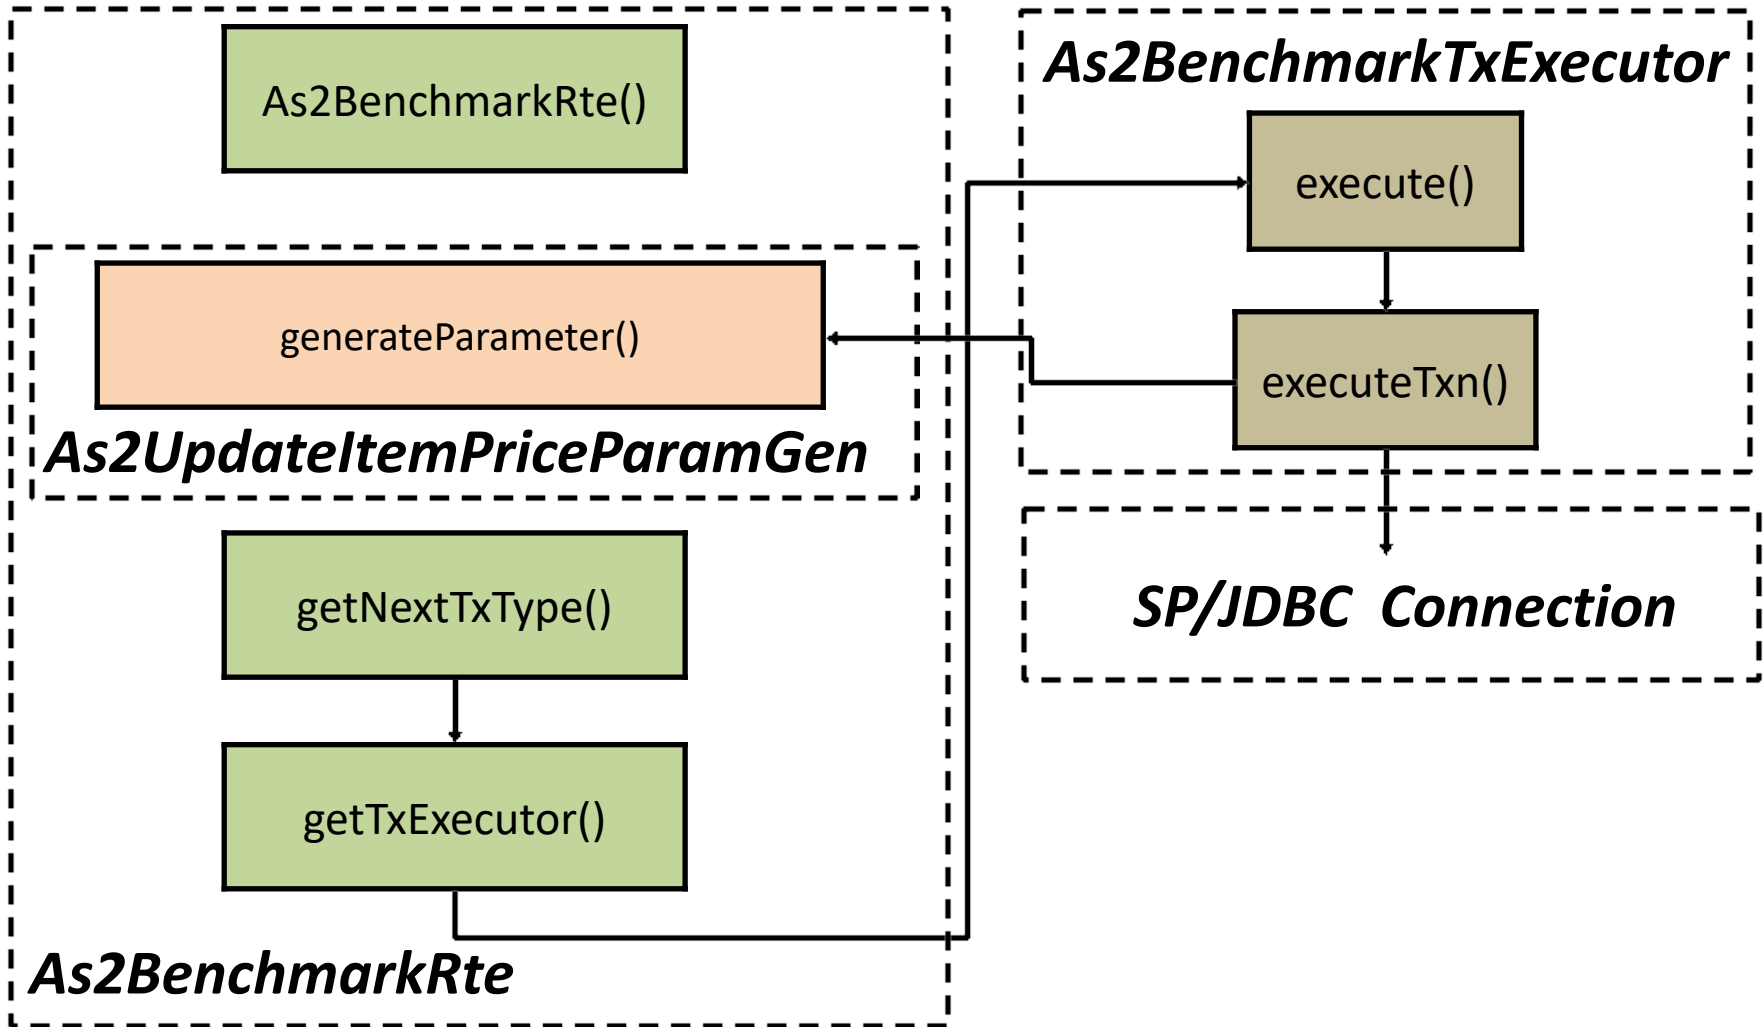 As2BenchmarkRte()
generateParameter()
As2UpdateItemPriceParamGen
getNextTxType()
getTxExecutor()
As2BenchmarkRte
As2BenchmarkTxExecutor
execute()
executeTxn()
SP/JDBC Connection